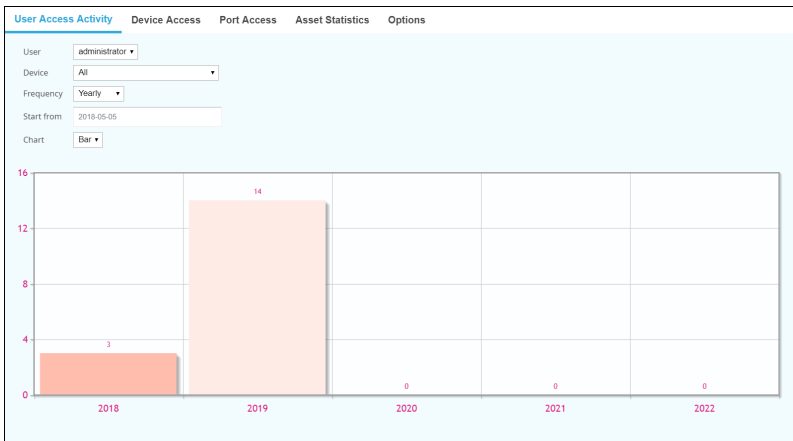 User Access Activity Device Access Port Access Asset Statistics Options
User administrator
Device All
Frequency Yearly
Start from 2018-05-05
Chart Bar
16
14
12
8
4
3
0 0 0
0
2018 2019 2020 2021 2022